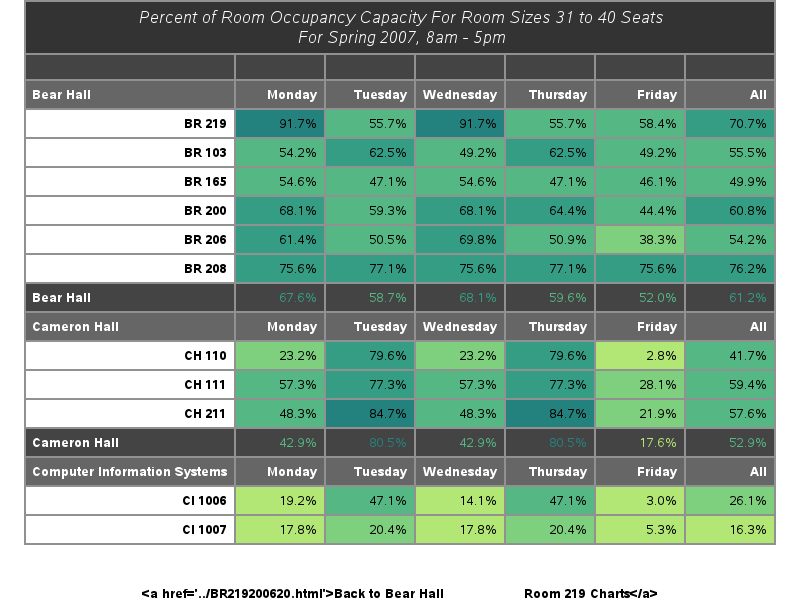 Percent of Room Occupancy Capacity For Room Sizes 31 to 40 Seats
For Spring 2007, 8am - 5pm
Bear Hall Monday Tuesday Wednesday Thursday Friday All
BR 219 91.7% 55.7% 91.7% 55.7% 58.4% 70.7%
BR 103 54.2% 62.5% 49.2% 62.5% 49.2% 55.5%
BR 165 54.6% 47.1% 54.6% 47.1% 46.1% 49.9%
BR 200 68.1% 59.3% 68.1% 64.4% 44.4% 60.8%
BR 206 61.4% 50.5% 69.8% 50.9% 38.3% 54.2%
BR 208 75.6% 77.1% 75.6% 77.1% 75.6% 76.2%
Bear Hall 67.6% 58.7% 68.1% 59.6% 52.0% 61.2%
Cameron Hall Monday Tuesday Wednesday Thursday Friday All
CH 110 23.2% 79.6% 23.2% 79.6% 2.8% 41.7%
CH 111 57.3% 77.3% 57.3% 77.3% 28.1% 59.4%
CH 211 48.3% 84.7% 48.3% 84.7% 21.9% 57.6%
Cameron Hall 42.9% 80.5% 42.9% 80.5% 17.6% 52.9%
Computer Information Systems Monday Tuesday Wednesday Thursday Friday All
CI 1006 19.2% 47.1% 14.1% 47.1% 3.0% 26.1%
CI 1007 17.8% 20.4% 17.8% 20.4% 5.3% 16.3%
<a href='../BR219200620.html'>Back to Bear Hall Room 219 Charts</a>